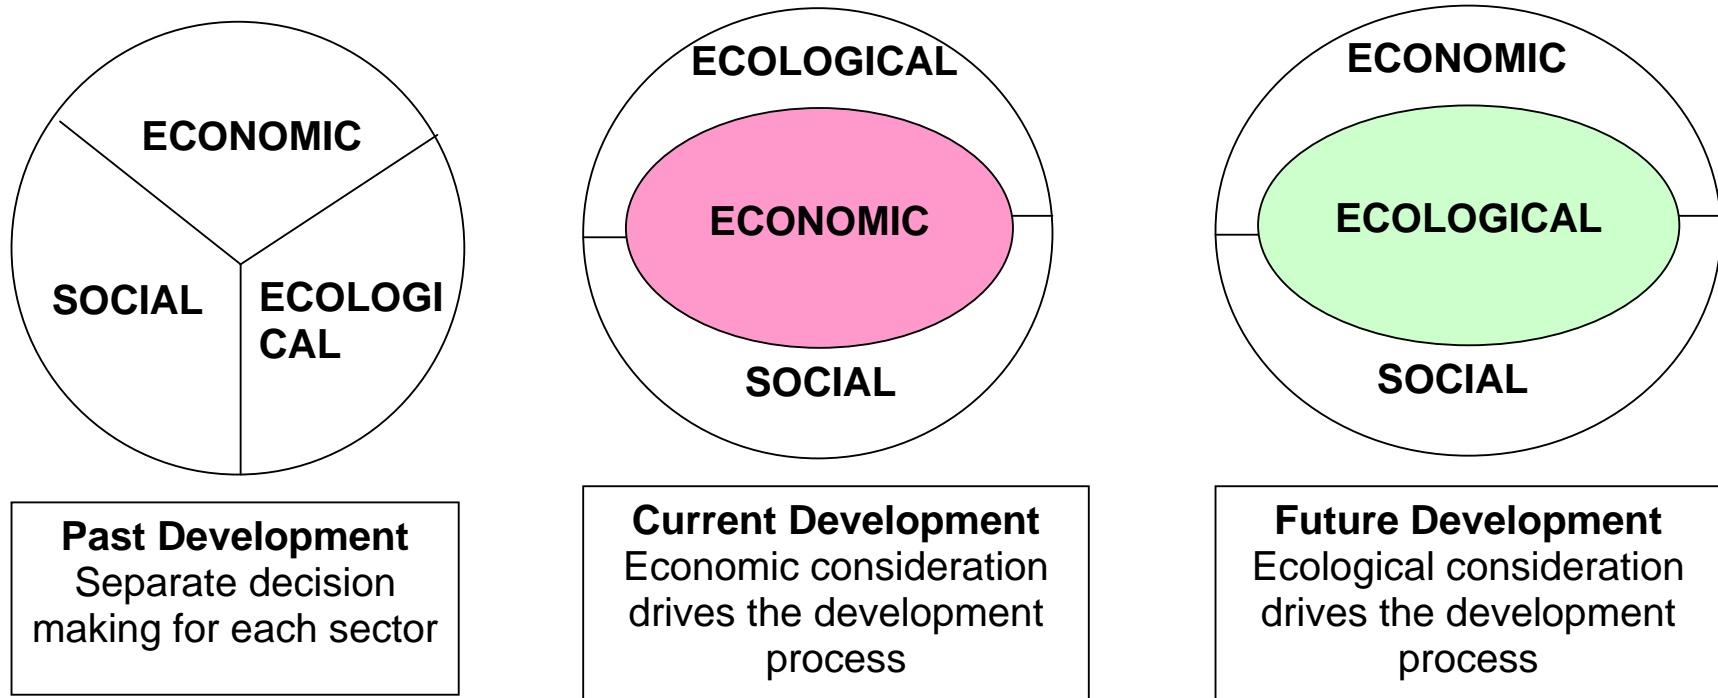 ECONOMIC
SOCIAL
ECOLOGI
CAL
Past Development
Separate decision
making for each sector
ECOLOGICAL
ECONOMIC
SOCIAL
Current Development
Economic consideration
drives the development
process
ECONOMIC
ECOLOGICAL
SOCIAL
Future Development
Ecological consideration
drives the development
process